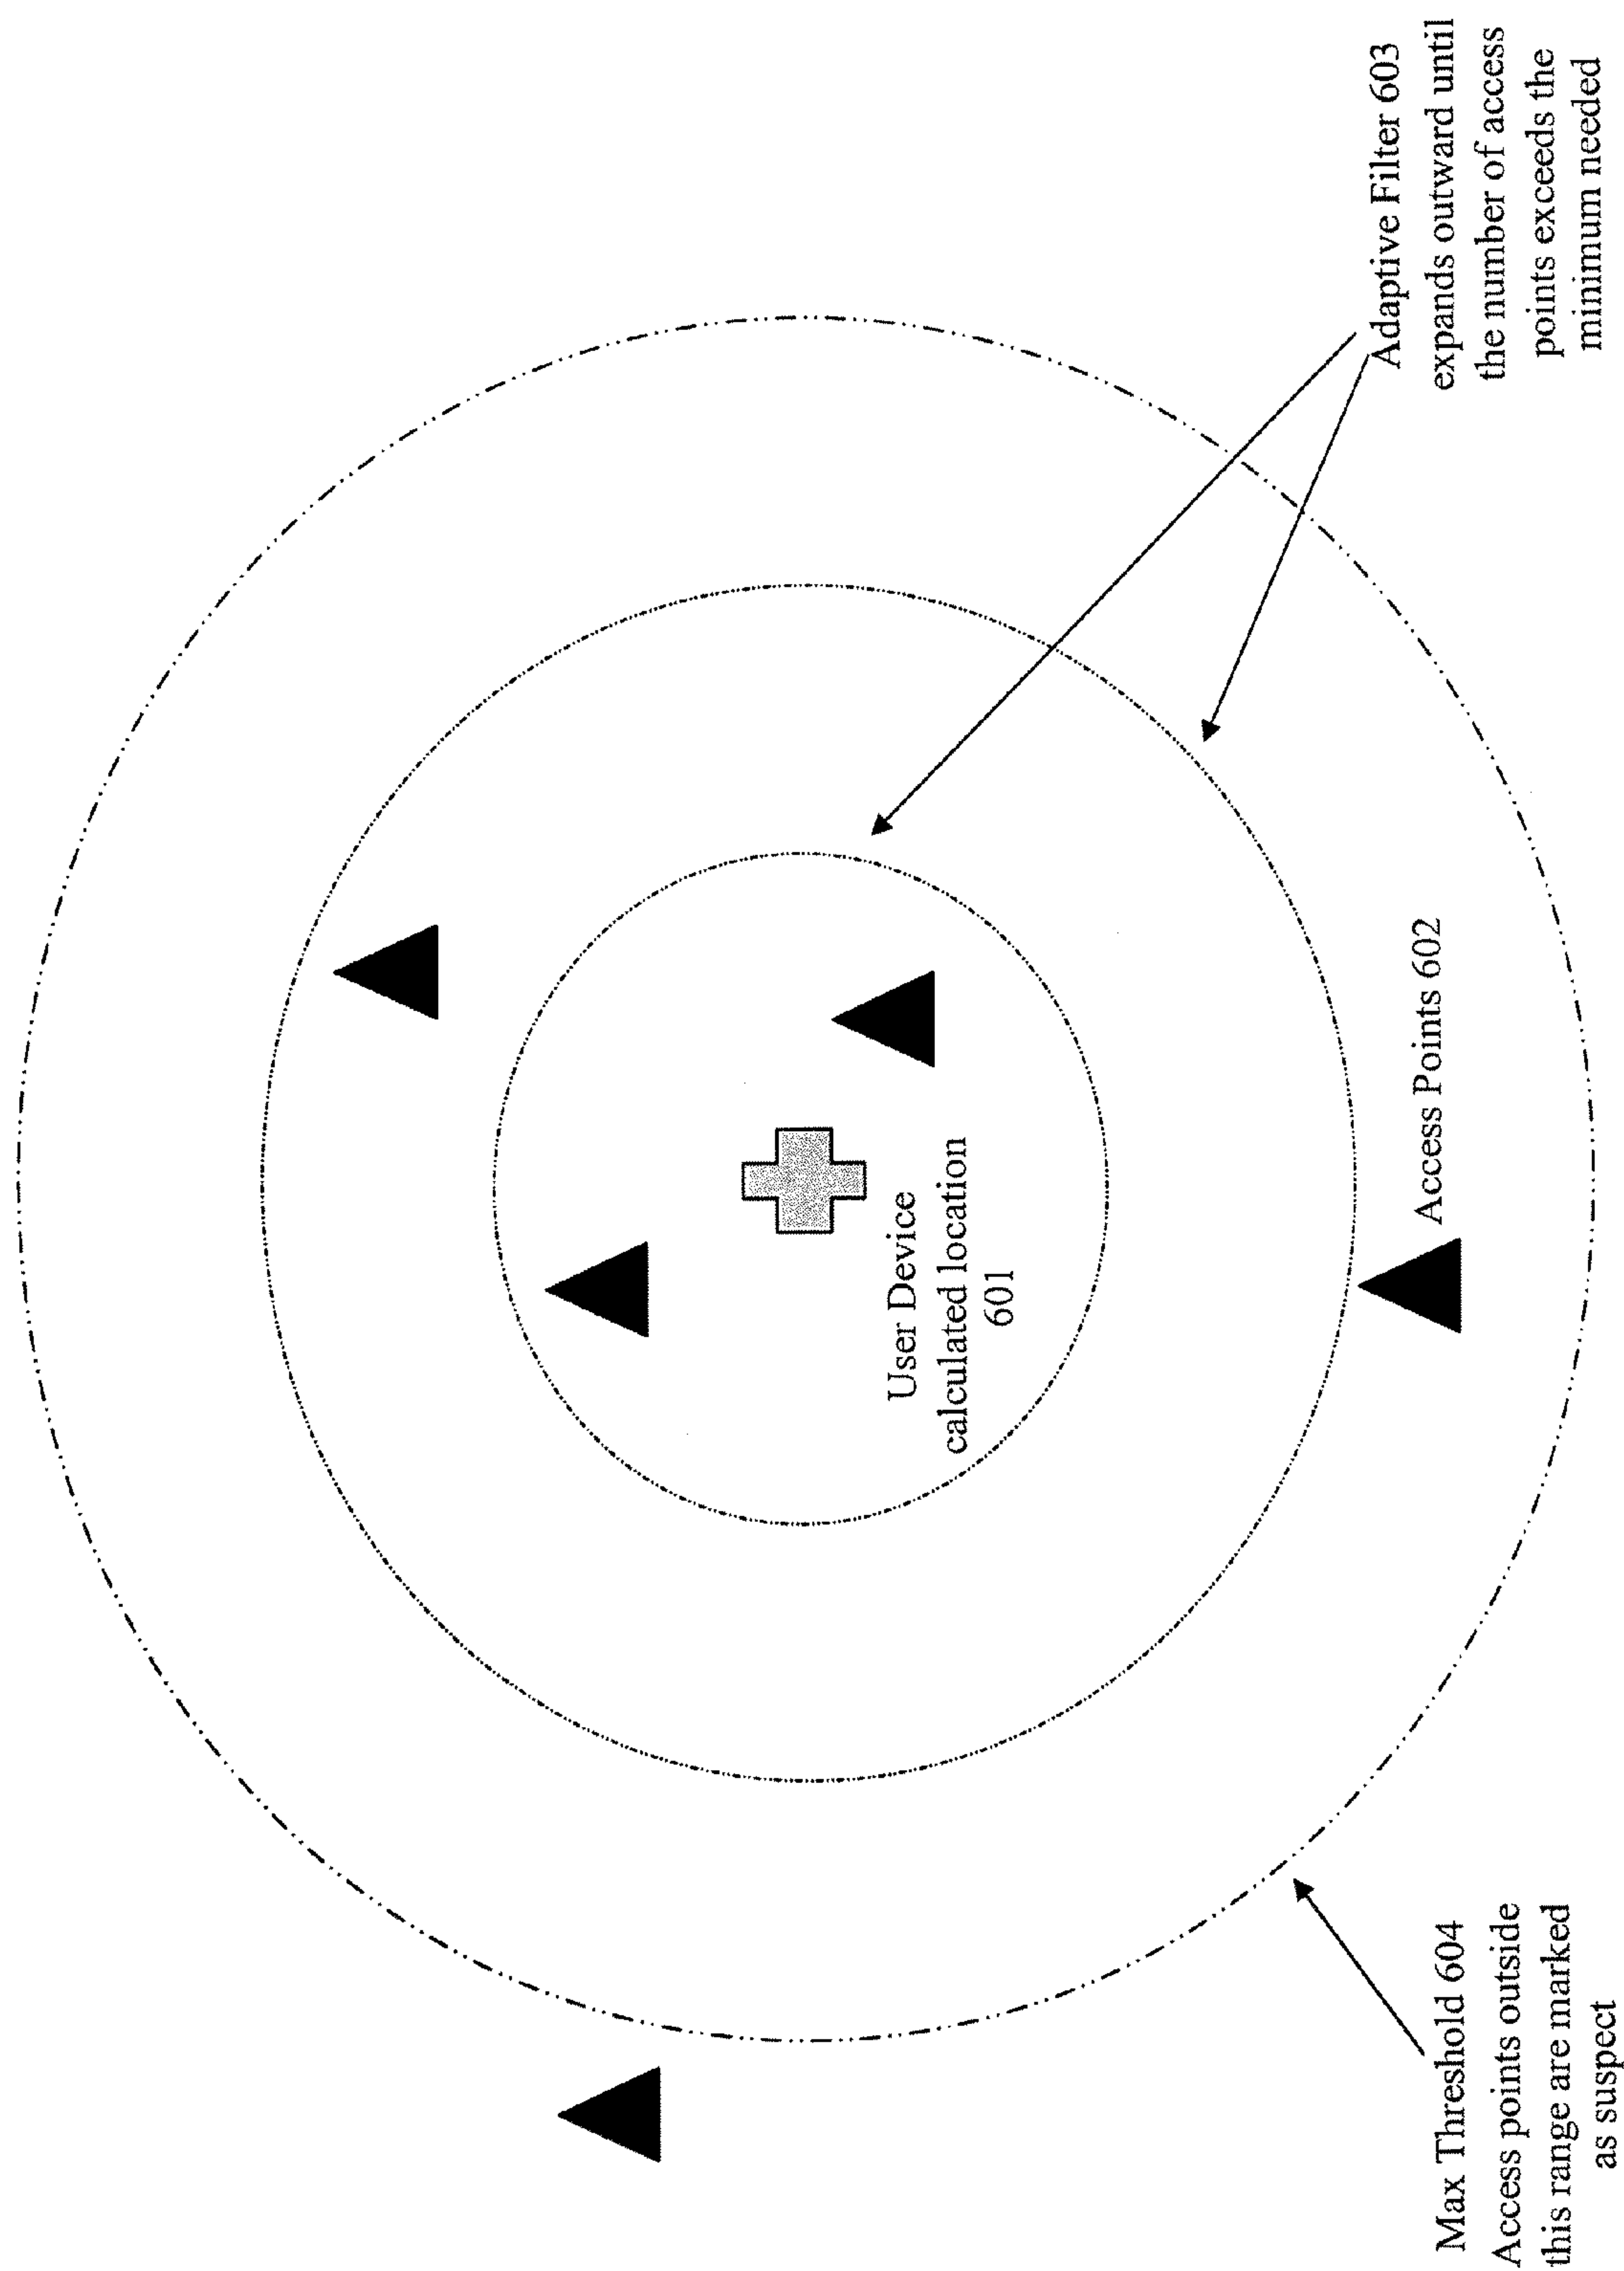 Max Threshold 604
Access points outside
this range are marked
as suspect
User Device
calculated location
601
Access Points 602
Adaptive Filter 603
expands outward until
the number of access
points exceeds the
minimum needed